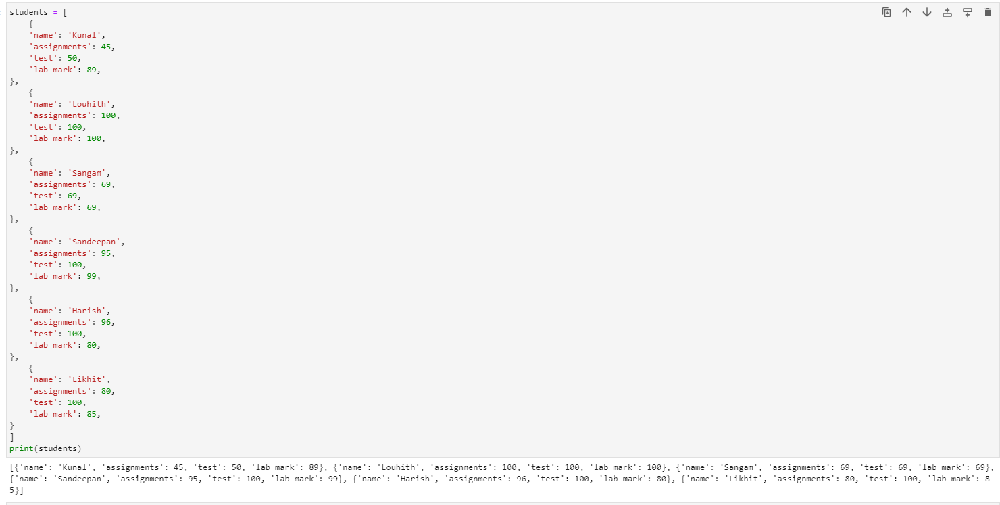 students = [
    {
    'name': 'Kunal',
    'assignments': 45,
    'test': 50,
    'lab mark': 89,
},
    {
    'name': 'Louhith',
    'assignments': 100,
    'test': 100,
    'lab mark': 100,
},
    {
    'name': 'Sangam',
    'assignments': 69,
    'test': 69,
    'lab mark': 69,
},
    {
    'name': 'Sandeepan',
    'assignments': 95,
    'test': 100,
    'lab mark': 99,
},
    {
    'name': 'Harish',
    'assignments': 96,
    'test': 100,
    'lab mark': 80,
},
    {
    'name': 'Likhit',
    'assignments': 80,
    'test': 100,
    'lab mark': 85,
}
]
print(students)
[{'name': 'Kunal', 'assignments': 45, 'test': 50, 'lab mark': 89}, {'name': 'Louhith', 'assignments': 100, 'test': 100, 'lab mark': 100}, {'name': 'Sangam', 'assignments': 69, 'test': 69, 'lab mark': 69},
{'name': 'Sandeepan', 'assignments': 95, 'test': 100, 'lab mark': 99}, {'name': 'Harish', 'assignments': 96, 'test': 100, 'lab mark': 80}, {'name': 'Likhit', 'assignments': 80, 'test': 100, 'lab mark': 8
5}]